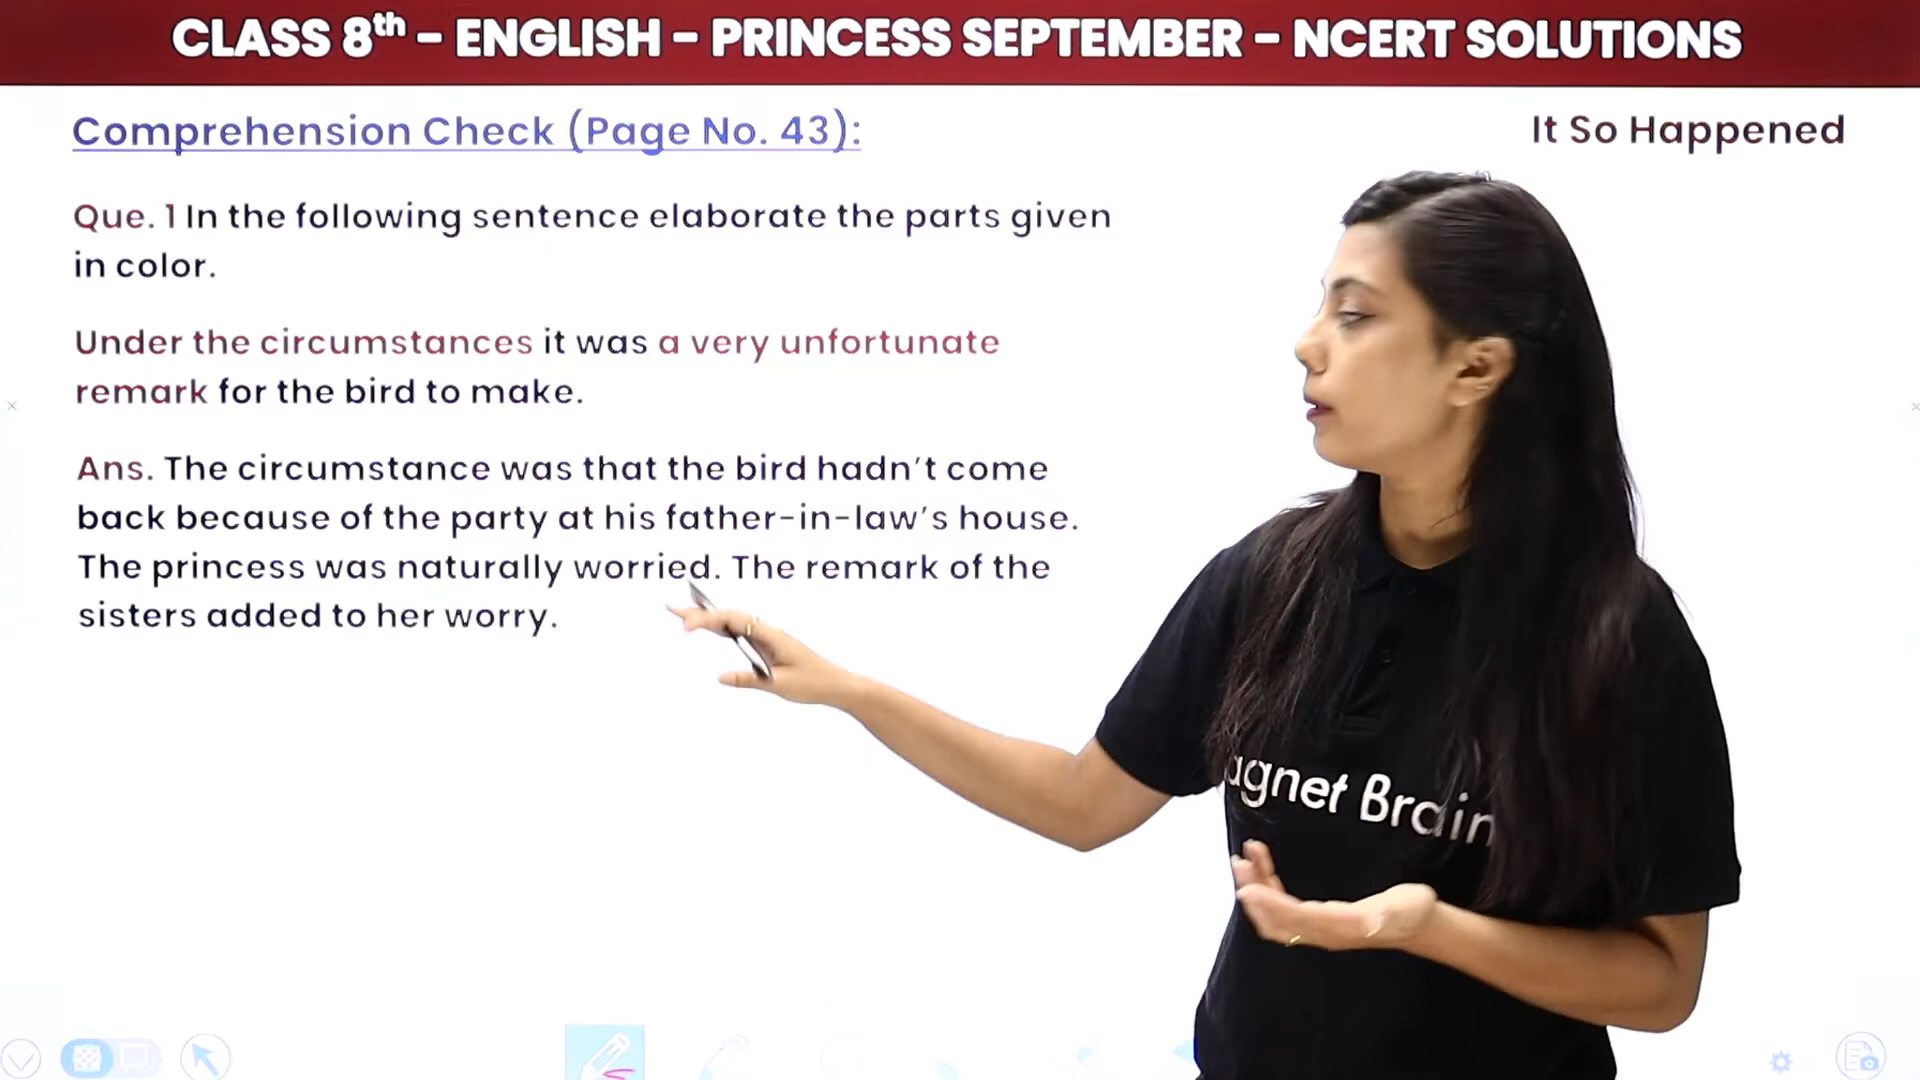 CLASS 8th – ENGLISH – PRINCESS SEPTEMBER – NCERT SOLUTIONS
Comprehension Check (Page No. 43):
It So Happened
Que. 1 In the following sentence elaborate the parts given
in color.
Under the circumstances it was a very unfortunate
remark for the bird to make.
Ans. The circumstance was that the bird hadn't come
back because of the party at his father-in-law's house.
The princess was naturally worried. The remark of the
sisters added to her worry.
agnet Brain